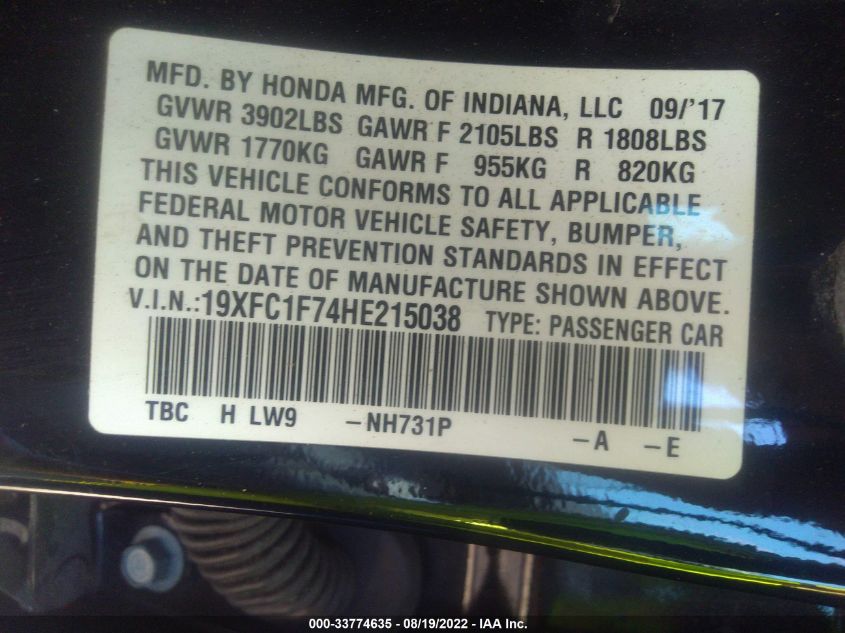 MFD. BY HONDA MFG. OF INDIANA, LLC 09/'17
GVWR 3902LBS GAWR F 2105LBS R 1808LBS
GVWR 1770KG GAWR F 955KG R 820KG
THIS VEHICLE CONFORMS TO ALL APPLICABLE
FEDERAL MOTOR VEHICLE SAFETY, BUMPER,
AND THEFT PREVENTION STANDARDS IN EFFECT
ON THE DATE OF MANUFACTURE SHOWN ABOVE.
V.I.N.:19XFC1F74HE215038 TYPE: PASSENGER CAR
TBC H LW9 -NH731P -A -E
000-33774635 - 08/19/2022 - IAA Inc.